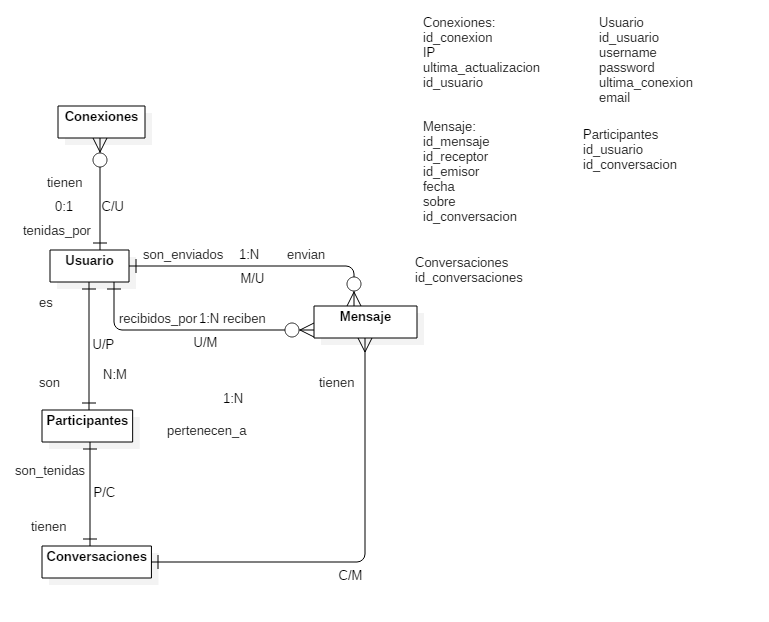 Conexiones:
id_conexion
IP
ultima_actualizacion
id_usuario
Usuario
id_usuario
username
password
ultima_conexion
email
Conexiones
tienen
0:1
C/U
tenidas_por
Mensaje:
id_mensaje
id_receptor
id_emisor
fecha
sobre
id_conversacion
Participantes
id_usuario
id_conversacion
Usuario
son_enviados
1:N
envian
M/U
Conversaciones
id_conversaciones
es
recibidos_por
1:N
reciben
U/M
Mensaje
U/P
N:M
son
tienen
1:N
pertenecen_a
Participantes
son_tenidas
P/C
tienen
Conversaciones
C/M